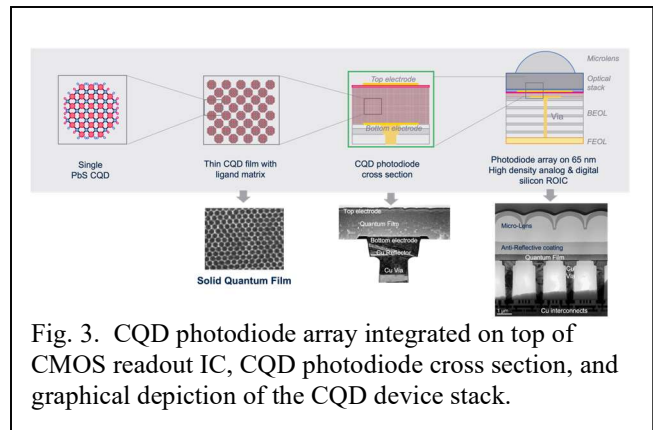 Microlens
Optical
stack
BEOL
FEOL
Via
Top electrode
Bottom electrode
Single
PbS CQD
Thin CQD film with
ligand matrix
CQD photodiode
cross section
Photodiode array on 65 nm
High density analog & digital
silicon ROIC
Solid Quantum Film
Top electrode
Quantum Film
Bottom electrode
Cu Reflector
Cu Via
Micro-Lens
Anti-Reflective coating
Quantum Film
Cu
Via
Cu interconnects
1 µm
Fig. 3. CQD photodiode array integrated on top of
CMOS readout IC, CQD photodiode cross section, and
graphical depiction of the CQD device stack.